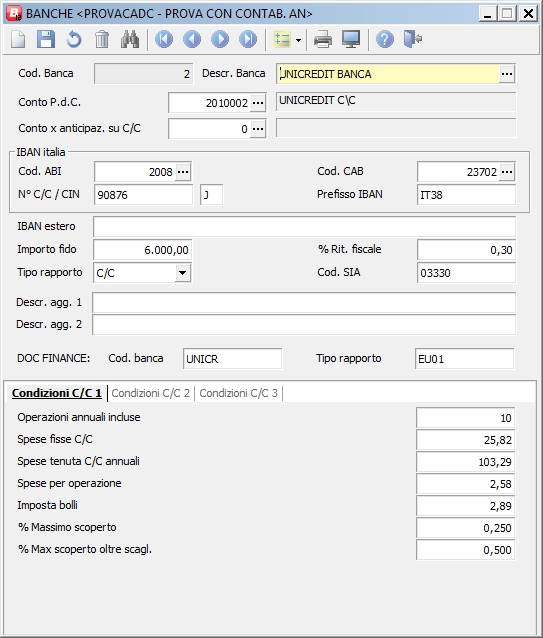 BANCHE <PROVACADC - PROVA CON CONTAB. AN>
Cod. Banca 2 Descr. Banca UNICREDIT BANCA ...
Conto P.d.C. 2010002 ... UNICREDIT C\C
Conto x anticipaz. su C/C 0 ...
IBAN italia
Cod. ABI 2008 ... Cod. CAB 23702 ...
N° C/C / CIN 90876 J Prefisso IBAN IT38
IBAN estero
Importo fido 6.000,00 % Rit. fiscale 0,30
Tipo rapporto C/C Cod. SIA 03330
Descr. agg. 1
Descr. agg. 2
DOC FINANCE: Cod. banca UNICR Tipo rapporto EU01
Condizioni C/C 1 Condizioni C/C 2 Condizioni C/C 3
Operazioni annuali incluse 10
Spese fisse C/C 25,82
Spese tenuta C/C annuali 103,29
Spese per operazione 2,58
Imposta bolli 2,89
% Massimo scoperto 0,250
% Max scoperto oltre scagl. 0,500